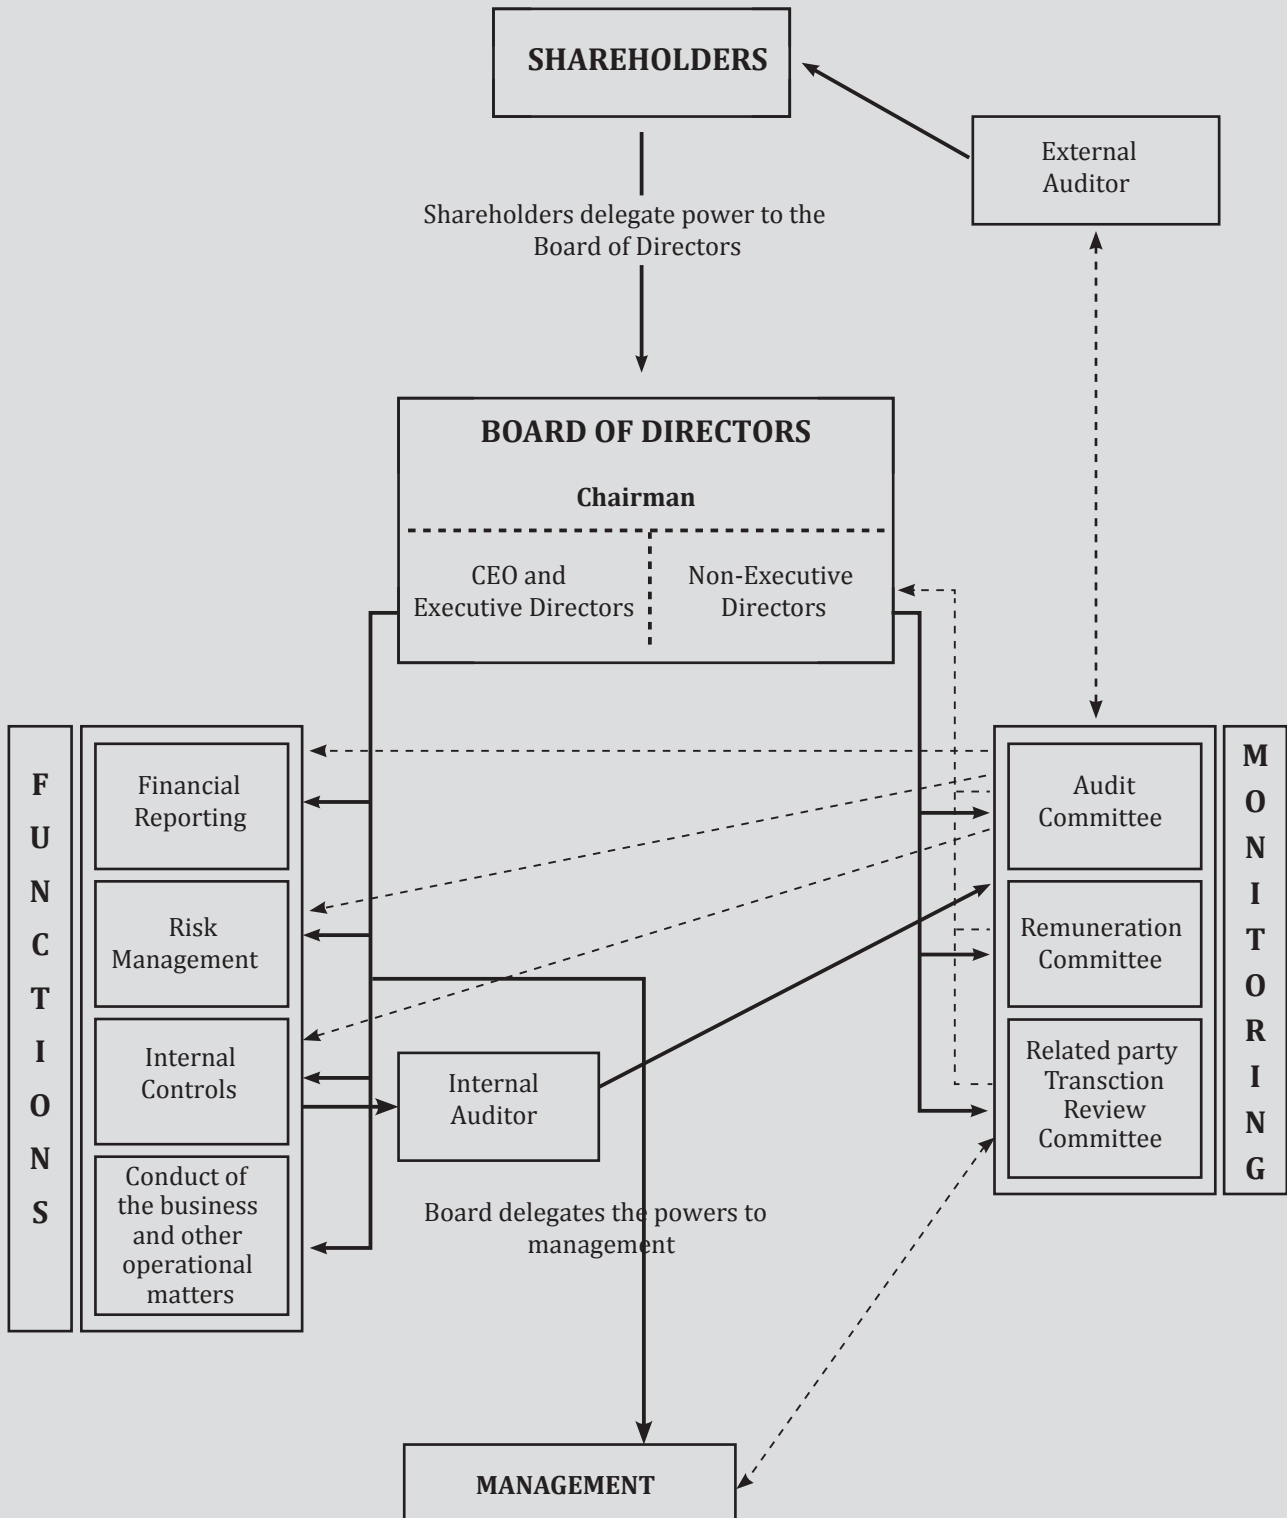 SHAREHOLDERS
External
Auditor
Shareholders delegate power to the
Board of Directors
BOARD OF DIRECTORS
Chairman
CEO and
Executive Directors
Non-Executive
Directors
FUNCTIONS
Financial
Reporting
Risk
Management
Internal
Controls
Conduct of
the business
and other
operational
matters
Internal
Auditor
Board delegates the powers to
management
Audit
Committee
Remuneration
Committee
Related party
Transction
Review
Committee
MONITORING
MANAGEMENT